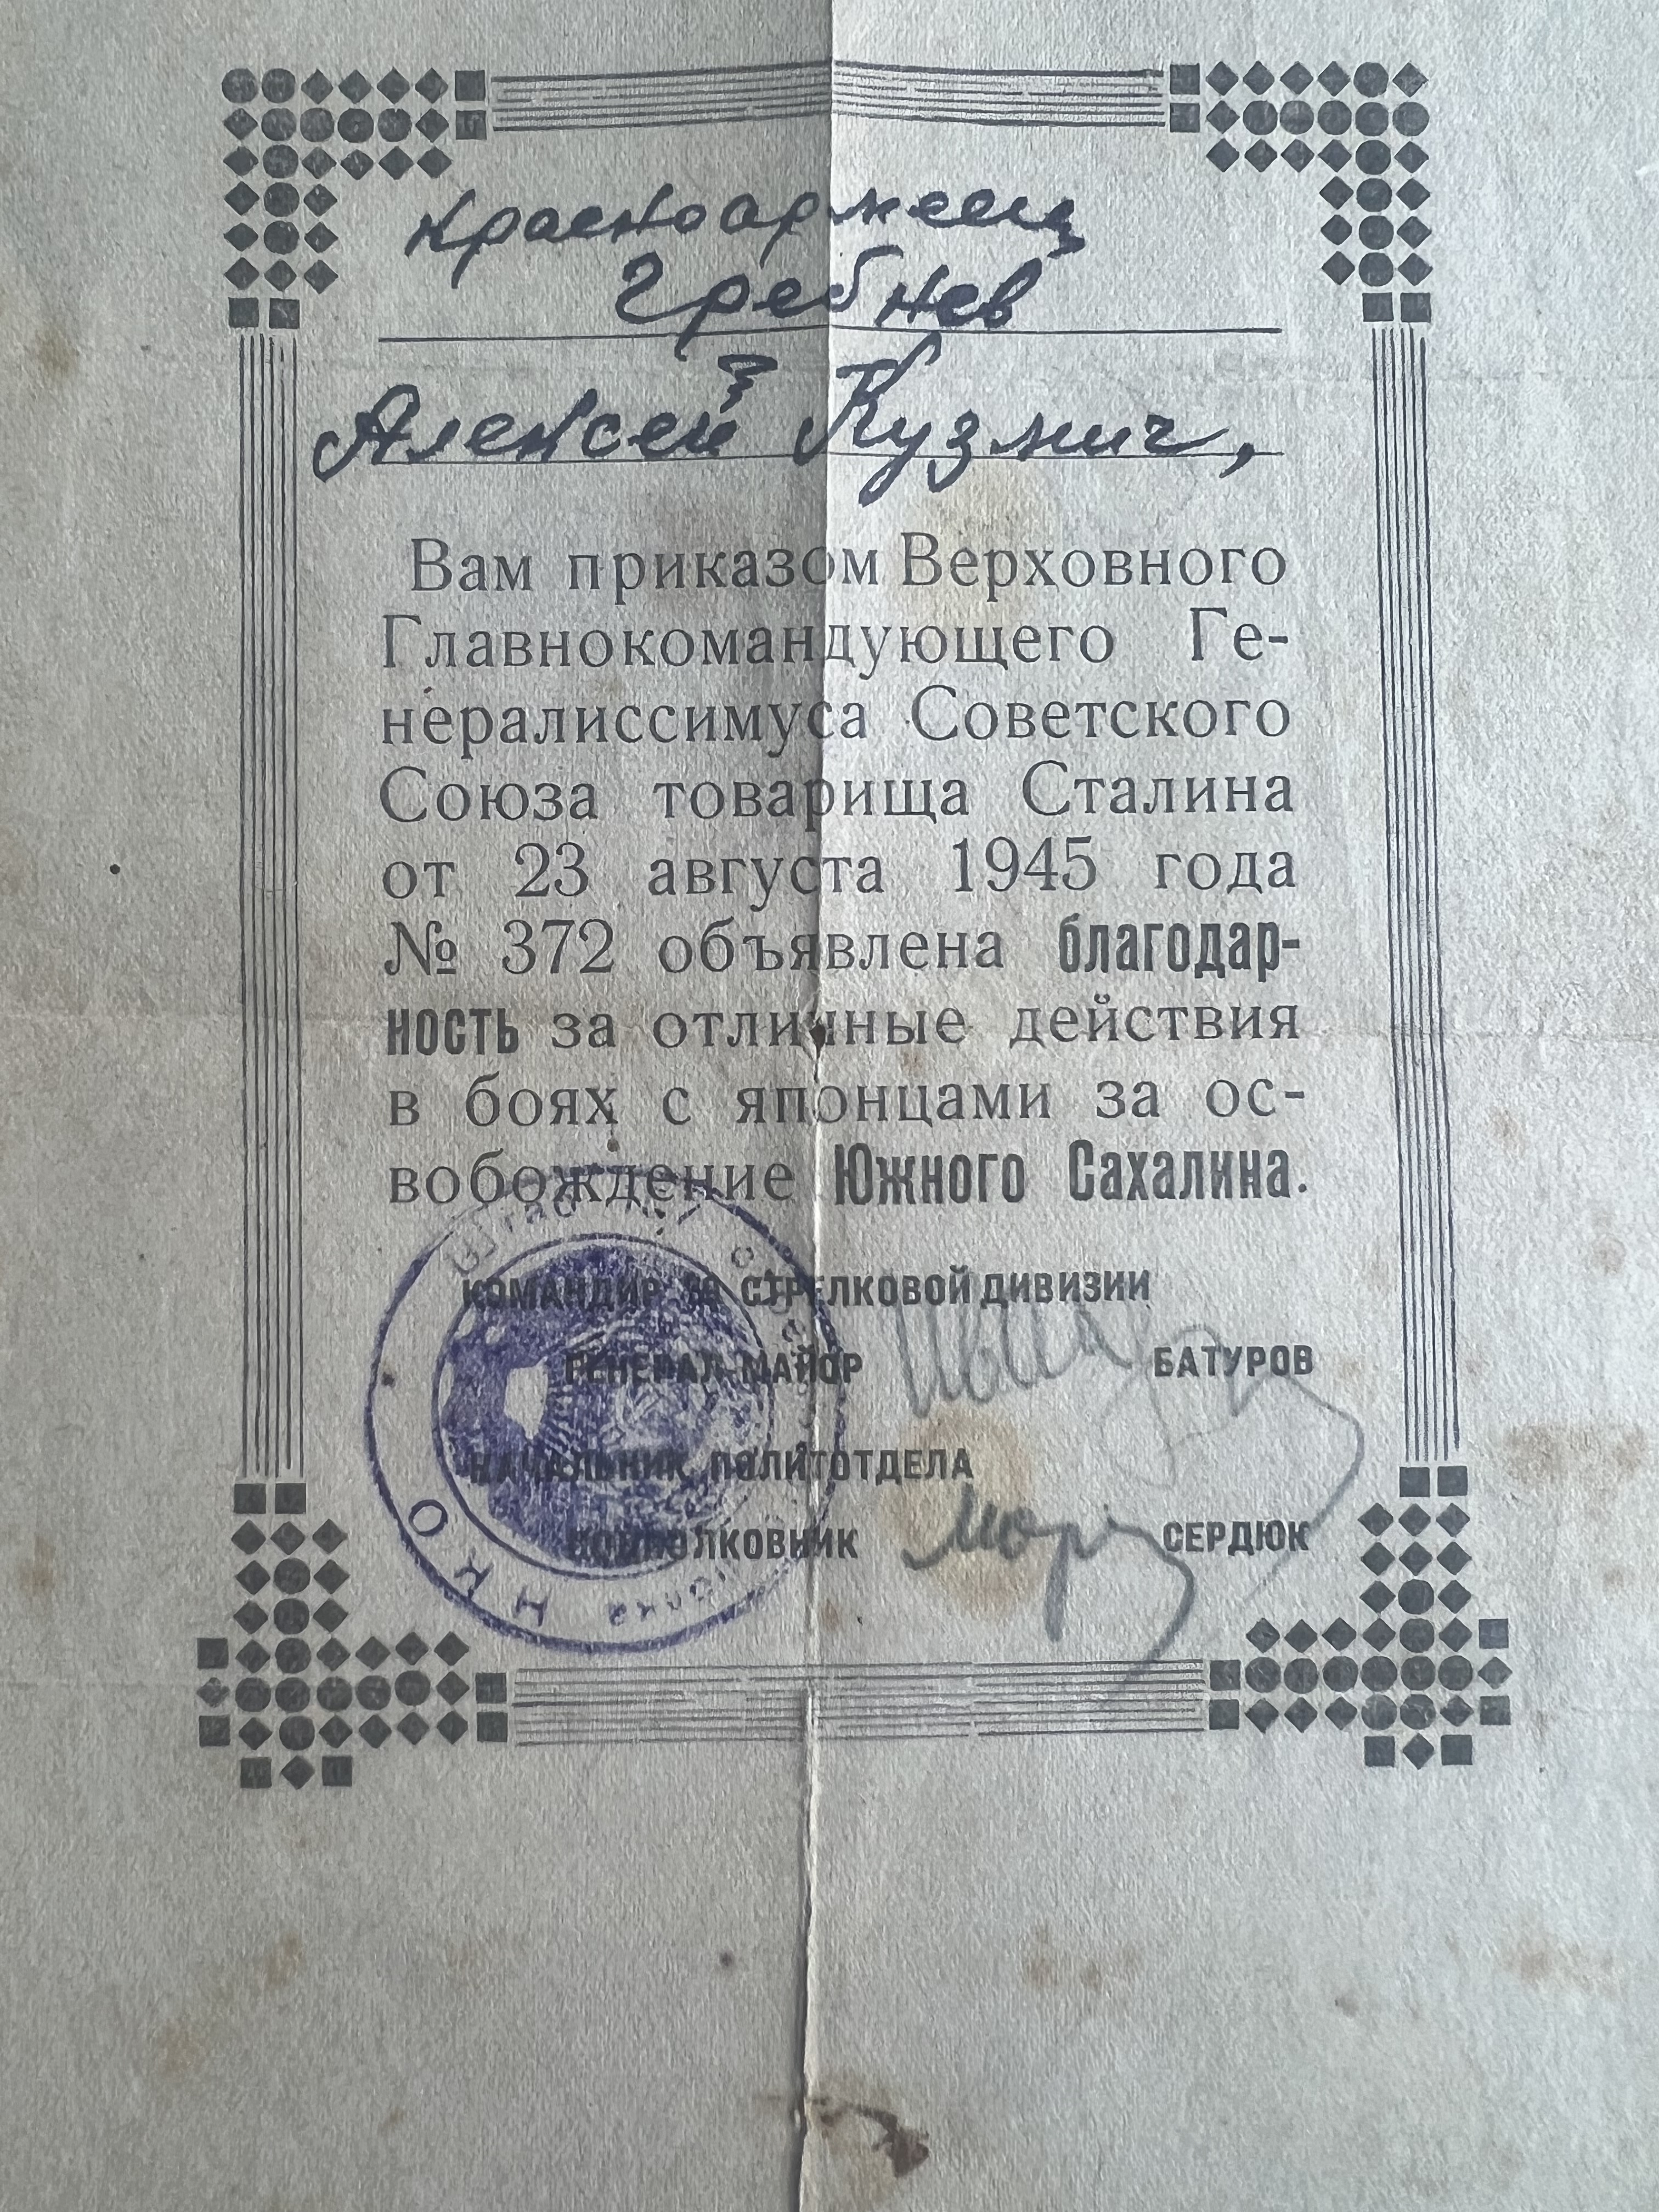 красноармеец
Гребнев
Алексей Кузмич,
Вам приказом Верховного
Главнокомандующего Ге-
нералиссимуса Советского
Союза товарища Сталина
от 23 августа 1945 года
№ 372 объявлена благодар-
ность за отличные действия
в боях с японцами за ос-
вобождение Южного Сахалина.
КОМАНДИР СТРЕЛКОВОЙ ДИВИЗИИ
ГЕНЕРАЛ-МАЙОР БАТУРОВ
НАЧАЛЬНИК ПОЛИТОТДЕЛА
ПОДПОЛКОВНИК СЕРДЮК
НКО